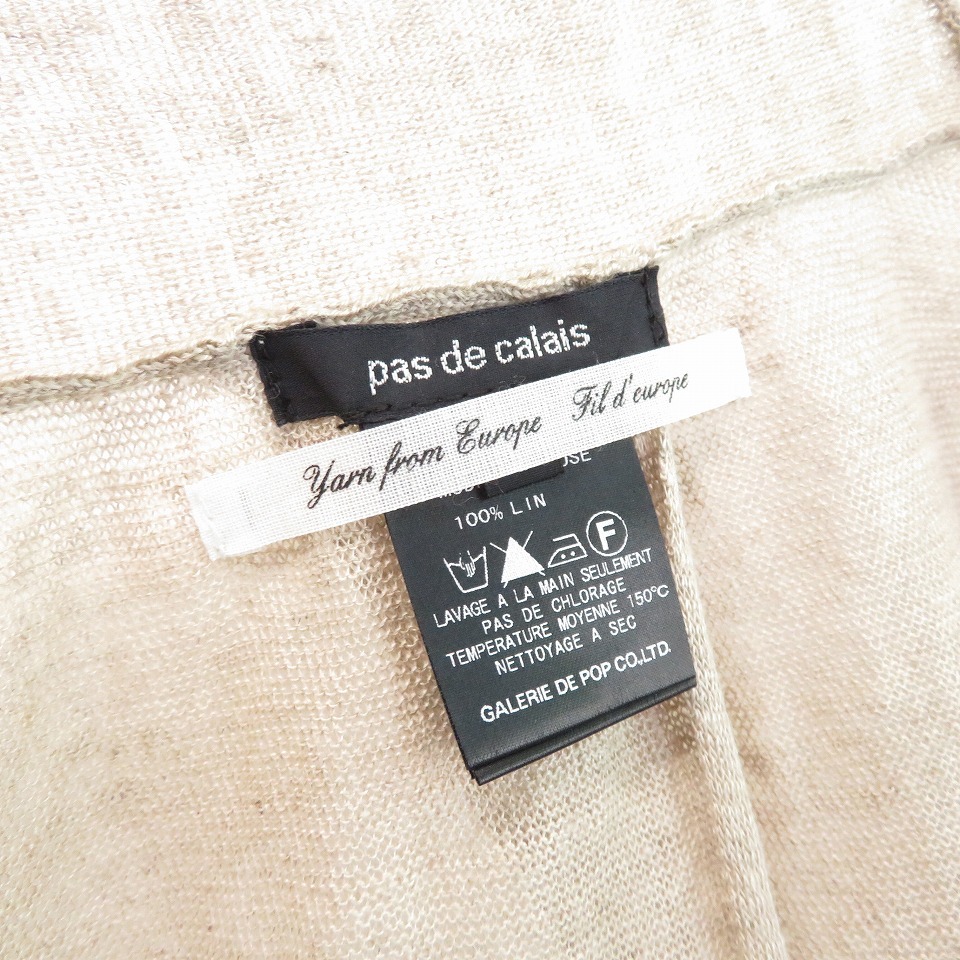 pas de calais
Yarn from Europe Fil d'europe
100% LIN
F
LAVAGE A LA MAIN SEULEMENT
PAS DE CHLORAGE
TEMPERATURE MOYENNE 150°C
NETTOYAGE A SEC
GALERIE DE POP CO.,LTD.